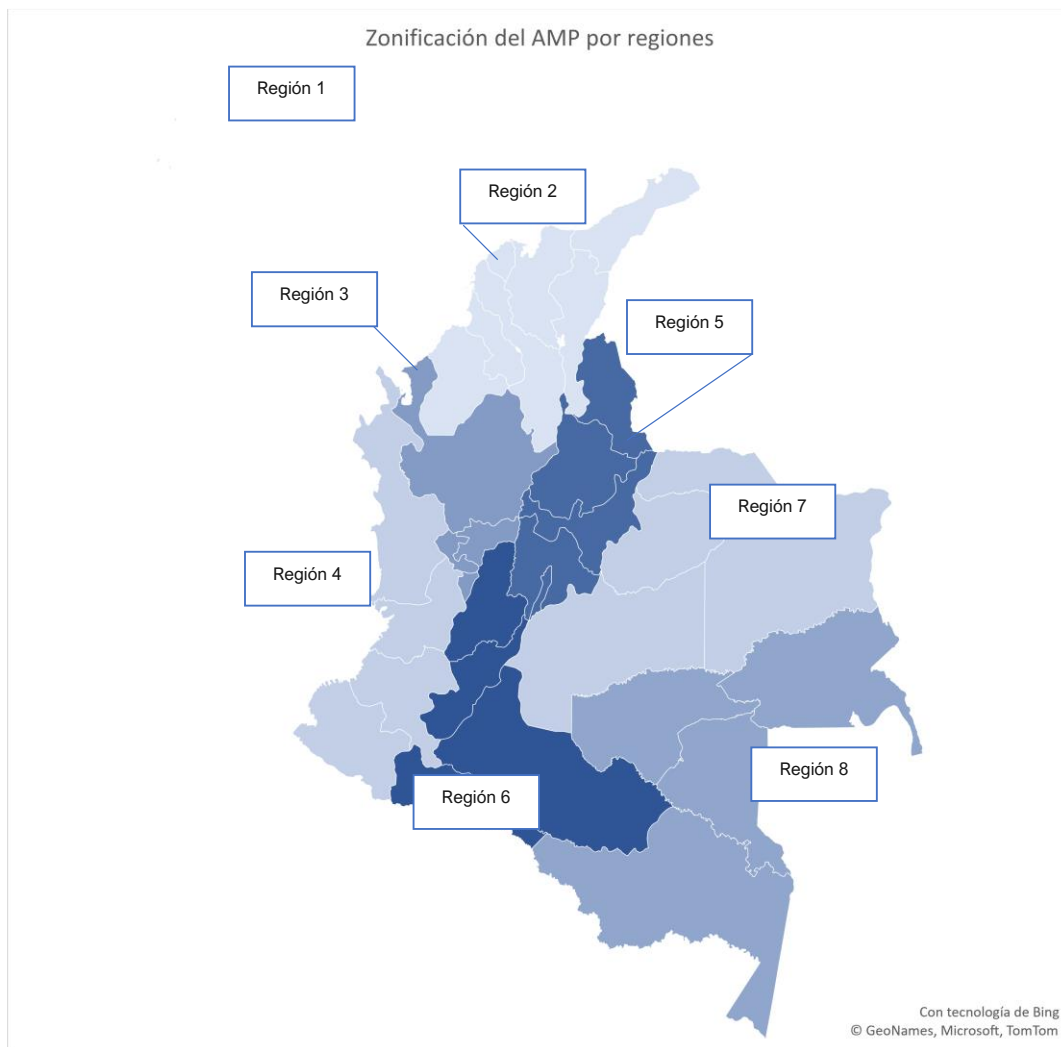 Zonificación del AMP por regiones
Región 1
Región 2
Región 3
Región 5
Región 7
Región 4
Región 8
Región 6
Con tecnología de Bing
© GeoNames, Microsoft, TomTom